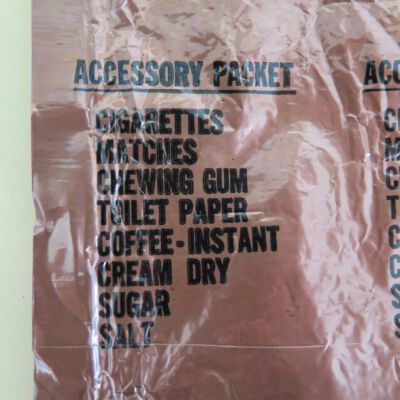 ACCESSORY PACKET
CIGARETTES
MATCHES
CHEWING GUM
TOILET PAPER
COFFEE-INSTANT
CREAM DRY
SUGAR
SALT